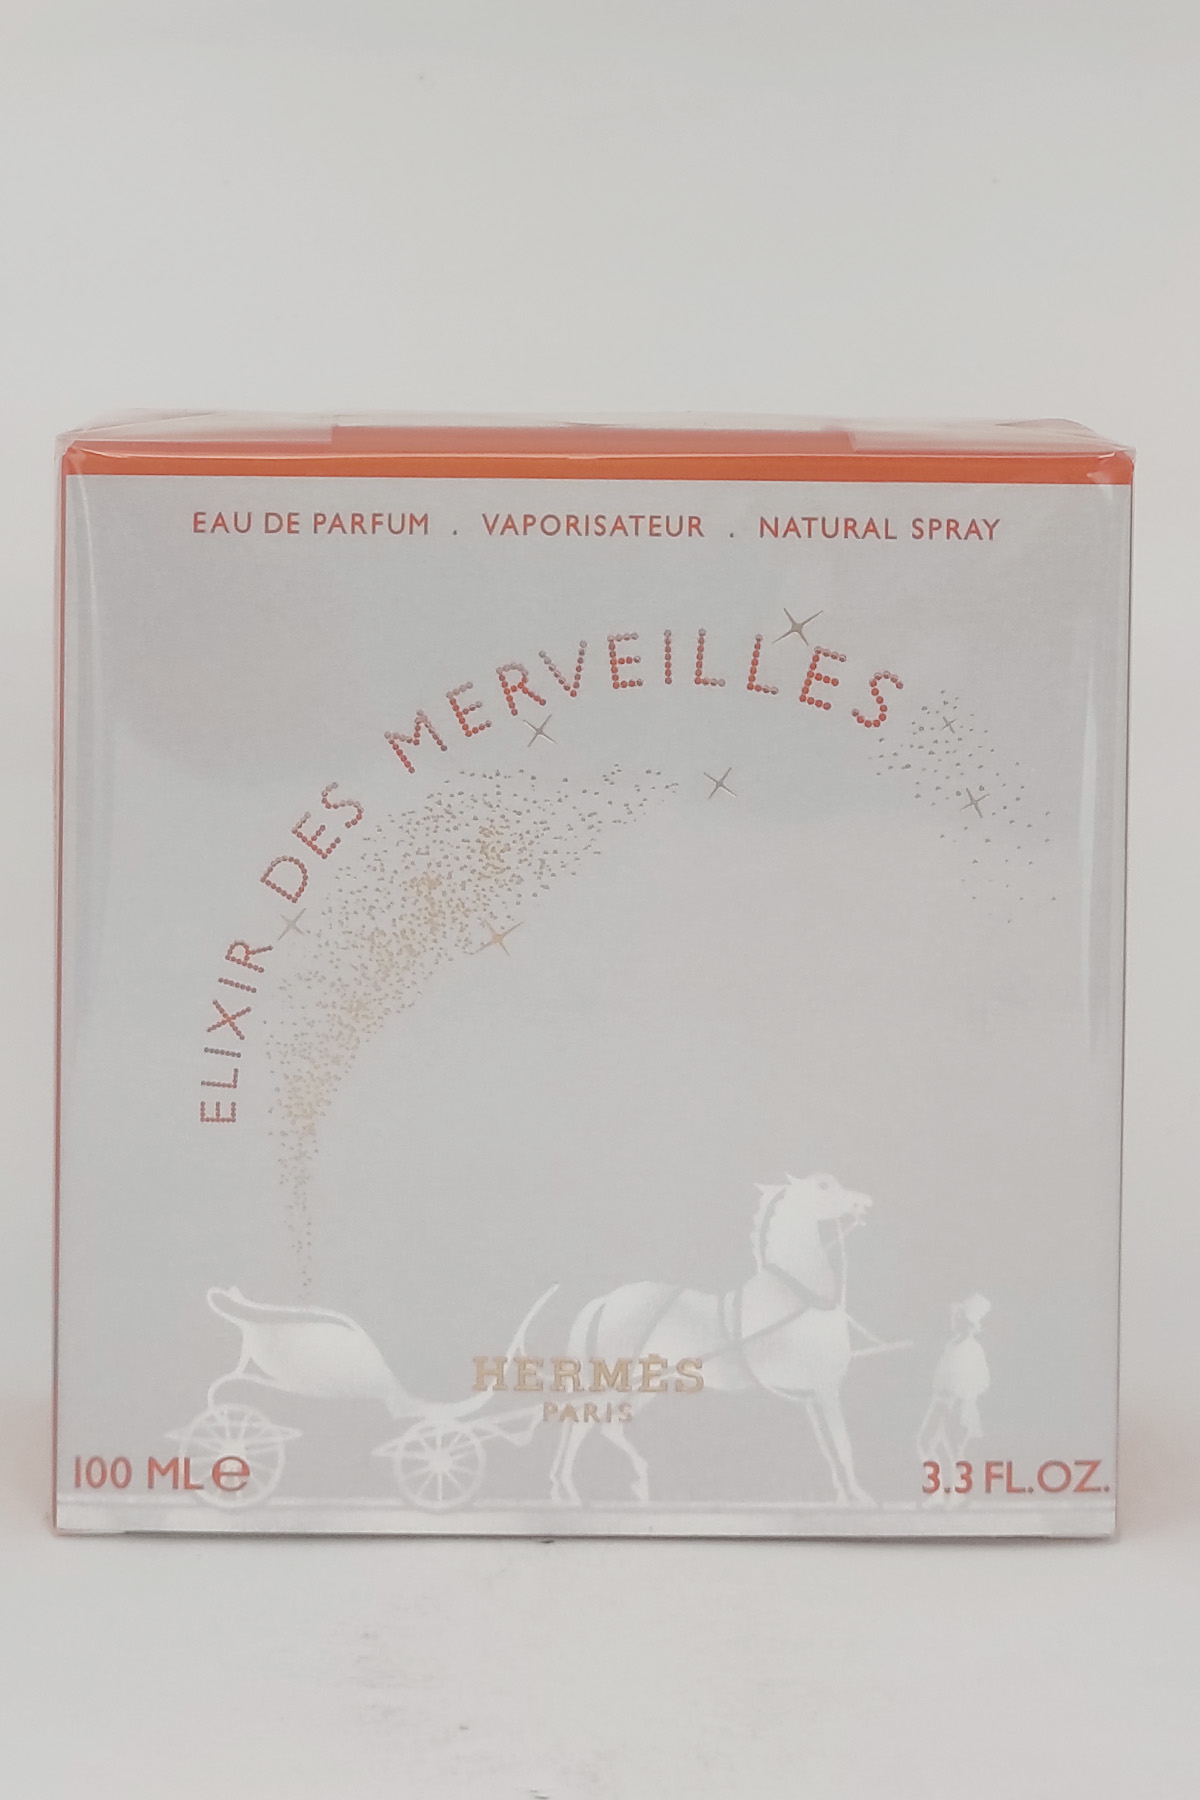 EAU DE PARFUM . VAPORISATEUR . NATURAL SPRAY
ELIXIR DES MERVEILLES
HERMÈS
PARIS
100 ML e
3.3 FL.OZ.